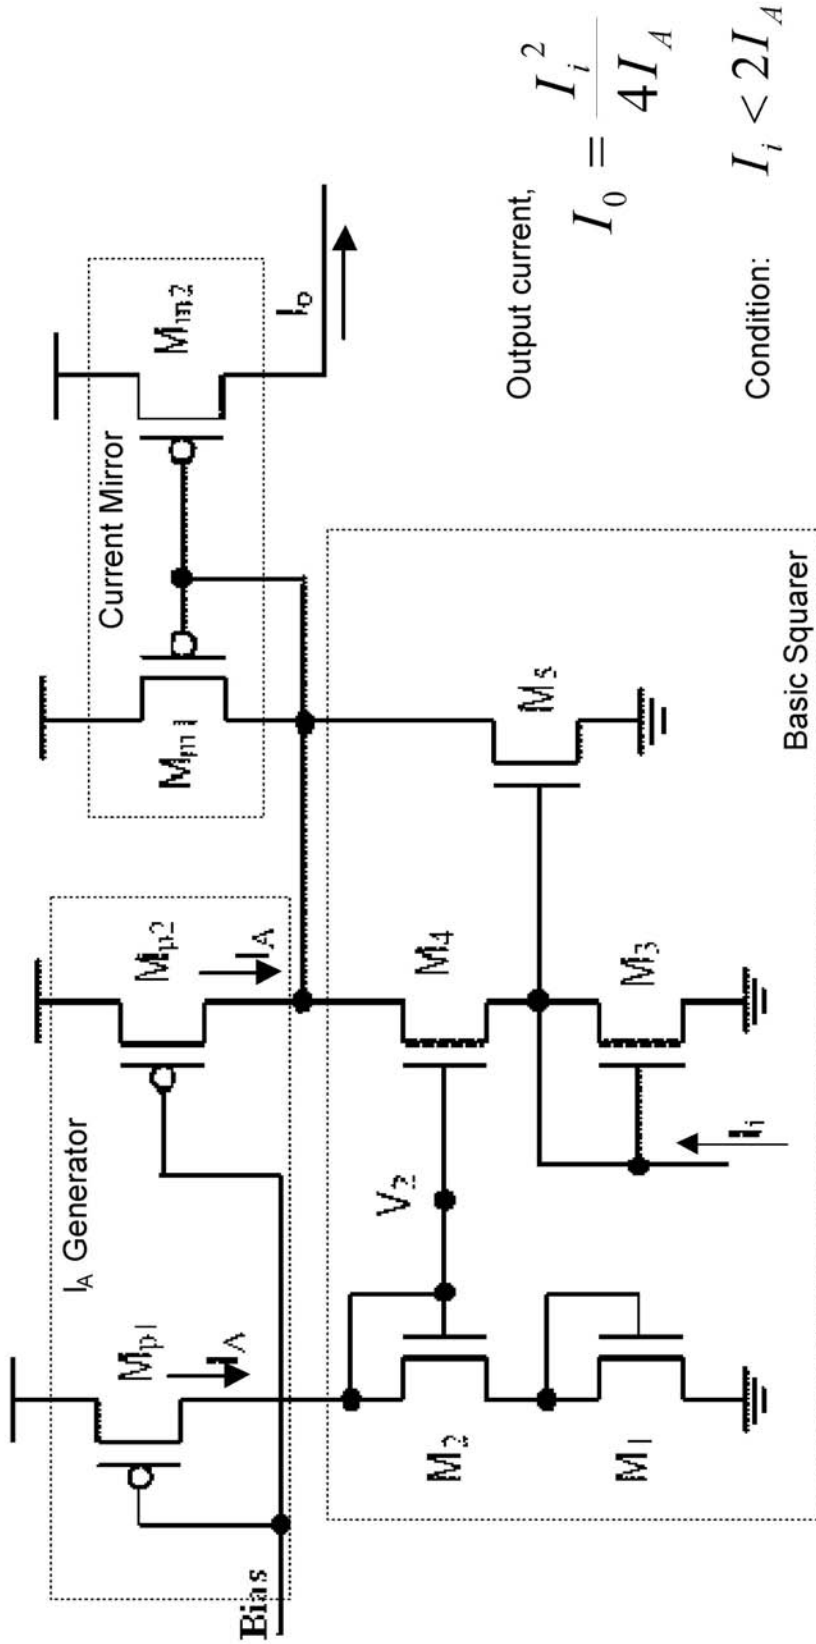 I_A Generator
Current Mirror
M_p1
I_A
M_p2
I_A
M_m1
M_m2
I_o
Bias
M_2
V_2
M_4
M_5
M_1
I_i
M_3
Basic Squarer
Output current,
I_0 = I_i^2 / 4I_A
Condition: I_i < 2I_A